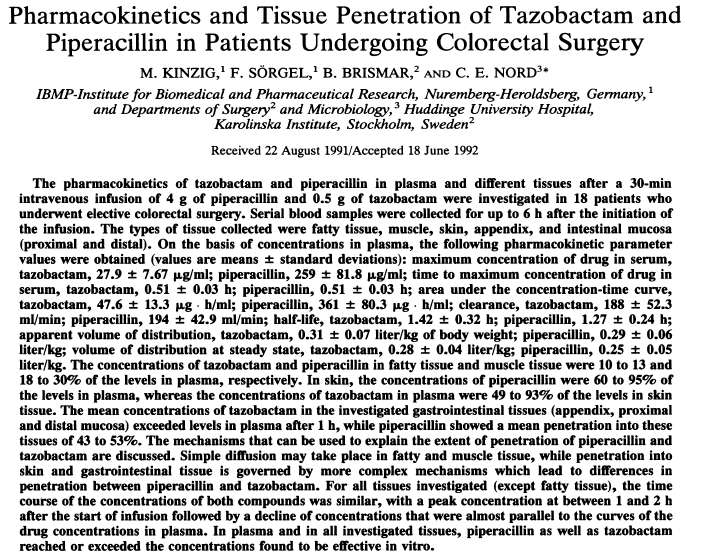 Pharmacokinetics and Tissue Penetration of Tazobactam and
Piperacillin in Patients Undergoing Colorectal Surgery
M. KINZIG,¹ F. SÖRGEL,¹ B. BRISMAR,² AND C. E. NORD³*
IBMP-Institute for Biomedical and Pharmaceutical Research, Nuremberg-Heroldsberg, Germany,¹
and Departments of Surgery² and Microbiology,³ Huddinge University Hospital,
Karolinska Institute, Stockholm, Sweden²
Received 22 August 1991/Accepted 18 June 1992
The pharmacokinetics of tazobactam and piperacillin in plasma and different tissues after a 30-min
intravenous infusion of 4 g of piperacillin and 0.5 g of tazobactam were investigated in 18 patients who
underwent elective colorectal surgery. Serial blood samples were collected for up to 6 h after the initiation of
the infusion. The types of tissue collected were fatty tissue, muscle, skin, appendix, and intestinal mucosa
(proximal and distal). On the basis of concentrations in plasma, the following pharmacokinetic parameter
values were obtained (values are means ± standard deviations): maximum concentration of drug in serum,
tazobactam, 27.9 ± 7.67 μg/ml; piperacillin, 259 ± 81.8 μg/ml; time to maximum concentration of drug in
serum, tazobactam, 0.51 ± 0.03 h; piperacillin, 0.51 ± 0.03 h; area under the concentration-time curve,
tazobactam, 47.6 ± 13.3 μg · h/ml; piperacillin, 361 ± 80.3 μg · h/ml; clearance, tazobactam, 188 ± 52.3
ml/min; piperacillin, 194 ± 42.9 ml/min; half-life, tazobactam, 1.42 ± 0.32 h; piperacillin, 1.27 ± 0.24 h;
apparent volume of distribution, tazobactam, 0.31 ± 0.07 liter/kg of body weight; piperacillin, 0.29 ± 0.06
liter/kg; volume of distribution at steady state, tazobactam, 0.28 ± 0.04 liter/kg; piperacillin, 0.25 ± 0.05
liter/kg. The concentrations of tazobactam and piperacillin in fatty tissue and muscle tissue were 10 to 13 and
18 to 30% of the levels in plasma, respectively. In skin, the concentrations of piperacillin were 60 to 95% of
the levels in plasma, whereas the concentrations of tazobactam in plasma were 49 to 93% of the levels in skin
tissue. The mean concentrations of tazobactam in the investigated gastrointestinal tissues (appendix, proximal
and distal mucosa) exceeded levels in plasma after 1 h, while piperacillin showed a mean penetration into these
tissues of 43 to 53%. The mechanisms that can be used to explain the extent of penetration of piperacillin and
tazobactam are discussed. Simple diffusion may take place in fatty and muscle tissue, while penetration into
skin and gastrointestinal tissue is governed by more complex mechanisms which lead to differences in
penetration between piperacillin and tazobactam. For all tissues investigated (except fatty tissue), the time
course of the concentrations of both compounds was similar, with a peak concentration at between 1 and 2 h
after the start of infusion followed by a decline of concentrations that were almost parallel to the curves of the
drug concentrations in plasma. In plasma and in all investigated tissues, piperacillin as well as tazobactam
reached or exceeded the concentrations found to be effective in vitro.